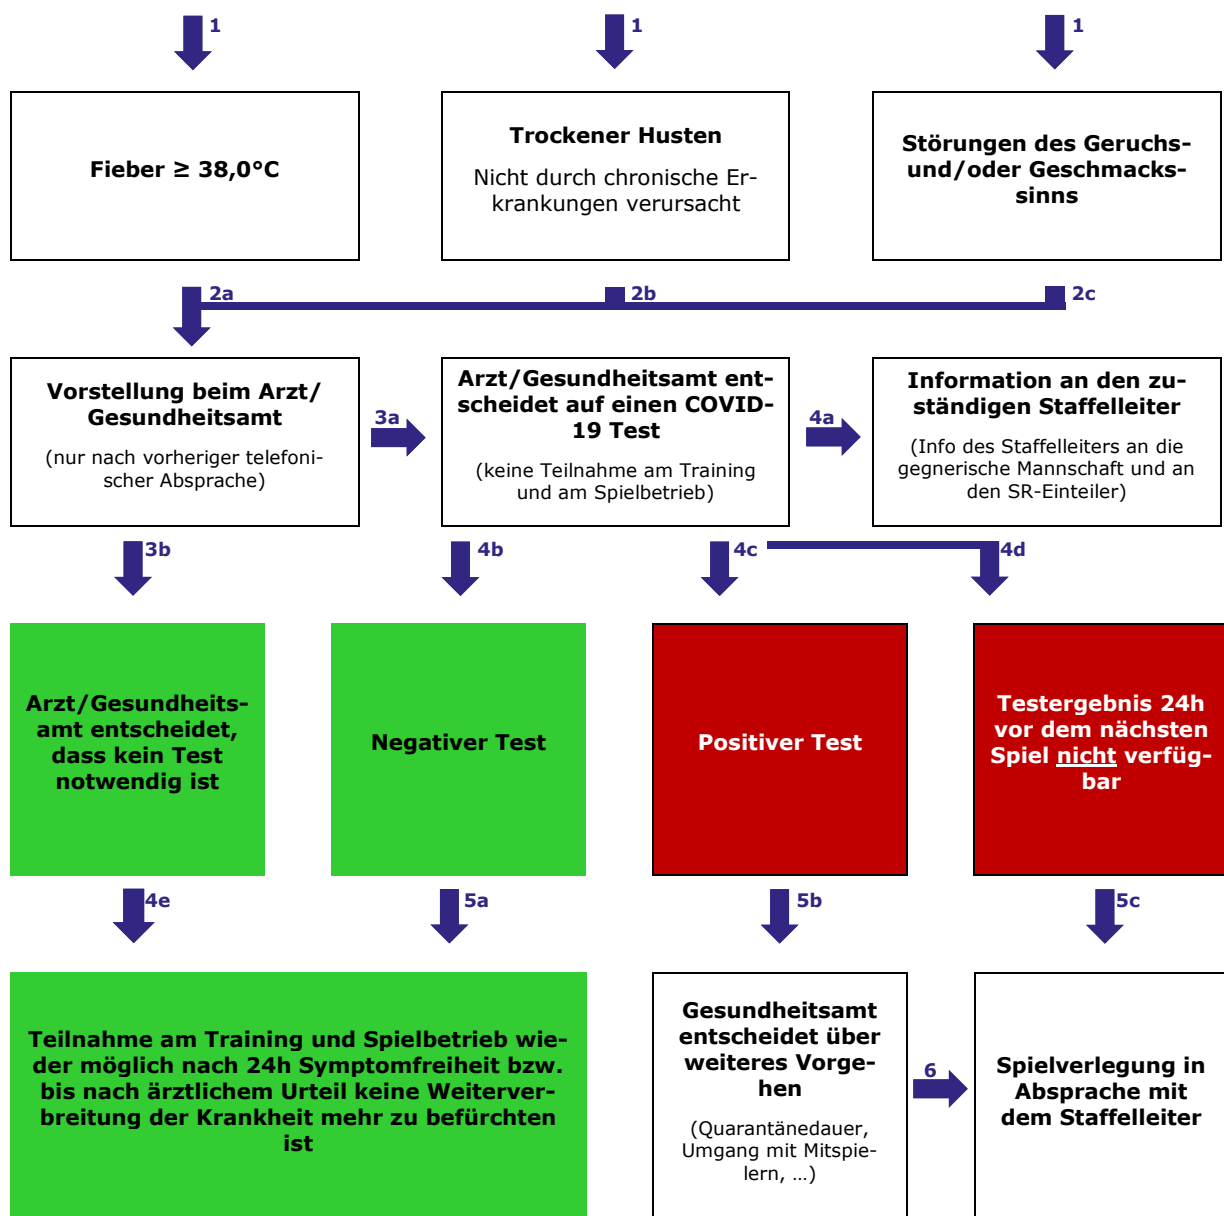 1
1
1
Fieber ≥ 38,0°C
Trockener Husten
Nicht durch chronische Er-
krankungen verursacht
Störungen des Geruchs-
und/oder Geschmacks-
sinns
2a
2b
2c
Vorstellung beim Arzt/
Gesundheitsamt
(nur nach vorheriger telefoni-
scher Absprache)
3a
Arzt/Gesundheitsamt ent-
scheidet auf einen COVID-
19 Test
(keine Teilnahme am Training
und am Spielbetrieb)
4a
Information an den zu-
ständigen Staffelleiter
(Info des Staffelleiters an die
gegnerische Mannschaft und an
den SR-Einteiler)
3b
4b
4c
4d
Arzt/Gesundheits-
amt entscheidet,
dass kein Test
notwendig ist
Negativer Test
Positiver Test
Testergebnis 24h
vor dem nächsten
Spiel nicht verfüg-
bar
4e
5a
5b
5c
Teilnahme am Training und Spielbetrieb wie-
der möglich nach 24h Symptomfreiheit bzw.
bis nach ärztlichem Urteil keine Weiterver-
breitung der Krankheit mehr zu befürchten
ist
Gesundheitsamt
entscheidet über
weiteres Vorge-
hen
(Quarantänedauer,
Umgang mit Mitspie-
lern, …)
6
Spielverlegung in
Absprache mit
dem Staffelleiter